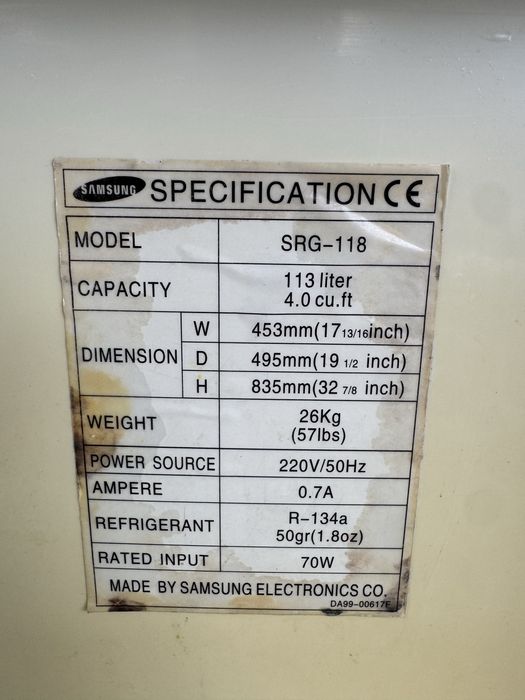 SAMSUNG SPECIFICATION CE
MODEL SRG-118
CAPACITY 113 liter
4.0 cu.ft
DIMENSION W 453mm(17 13/16inch)
D 495mm(19 1/2 inch)
H 835mm(32 7/8 inch)
WEIGHT 26Kg
(57lbs)
POWER SOURCE 220V/50Hz
AMPERE 0.7A
REFRIGERANT R-134a
50gr(1.8oz)
RATED INPUT 70W
MADE BY SAMSUNG ELECTRONICS CO.
DA99-00617F